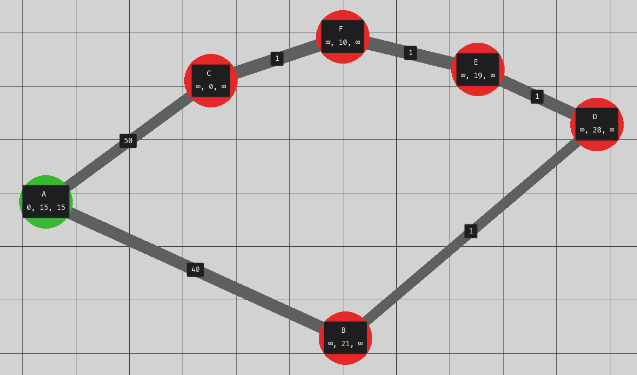 F
∞, 10, ∞
1
1
E
∞, 19, ∞
C
∞, 0, ∞
1
D
∞, 28, ∞
50
A
0, 15, 15
1
40
B
∞, 21, ∞